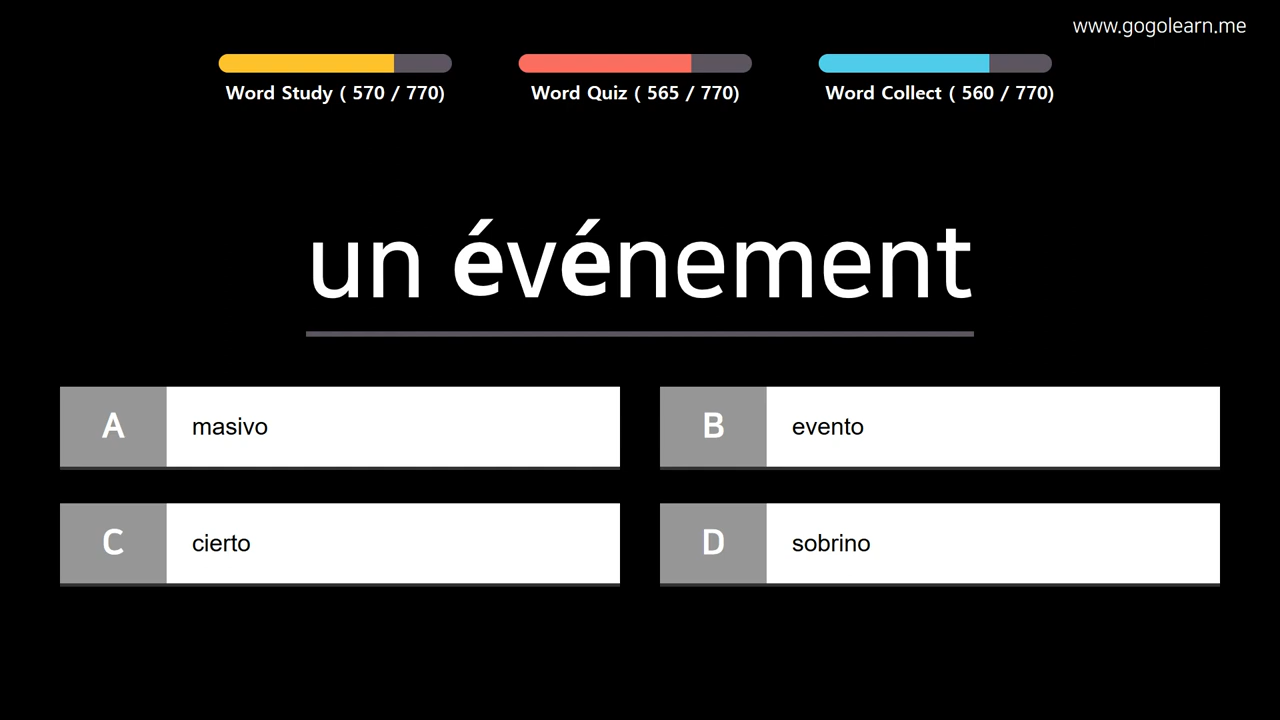 www.gogolearn.me
Word Study ( 570 / 770)
Word Quiz ( 565 / 770)
Word Collect ( 560 / 770)
un événement
A masivo
B evento
C cierto
D sobrino